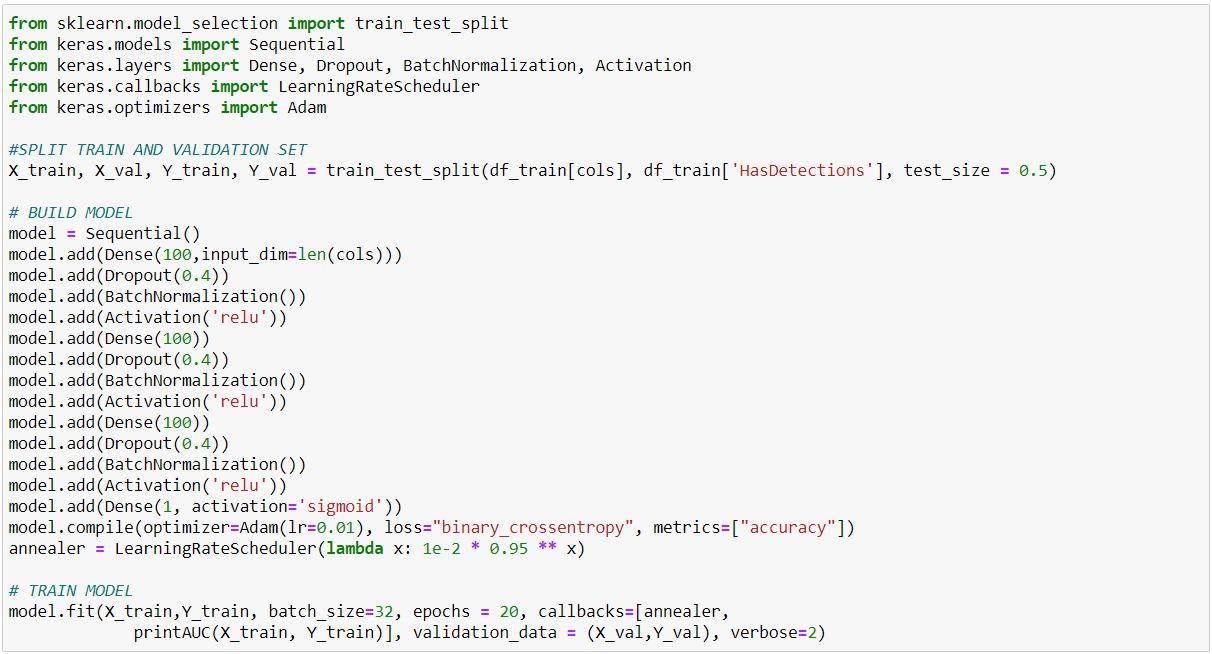 from sklearn.model_selection import train_test_split
from keras.models import Sequential
from keras.layers import Dense, Dropout, BatchNormalization, Activation
from keras.callbacks import LearningRateScheduler
from keras.optimizers import Adam

#SPLIT TRAIN AND VALIDATION SET
X_train, X_val, Y_train, Y_val = train_test_split(df_train[cols], df_train['HasDetections'], test_size = 0.5)

# BUILD MODEL
model = Sequential()
model.add(Dense(100,input_dim=len(cols)))
model.add(Dropout(0.4))
model.add(BatchNormalization())
model.add(Activation('relu'))
model.add(Dense(100))
model.add(Dropout(0.4))
model.add(BatchNormalization())
model.add(Activation('relu'))
model.add(Dense(100))
model.add(Dropout(0.4))
model.add(BatchNormalization())
model.add(Activation('relu'))
model.add(Dense(1, activation='sigmoid'))
model.compile(optimizer=Adam(lr=0.01), loss="binary_crossentropy", metrics=["accuracy"])
annealer = LearningRateScheduler(lambda x: 1e-2 * 0.95 ** x)

# TRAIN MODEL
model.fit(X_train,Y_train, batch_size=32, epochs = 20, callbacks=[annealer,
             printAUC(X_train, Y_train)], validation_data = (X_val,Y_val), verbose=2)